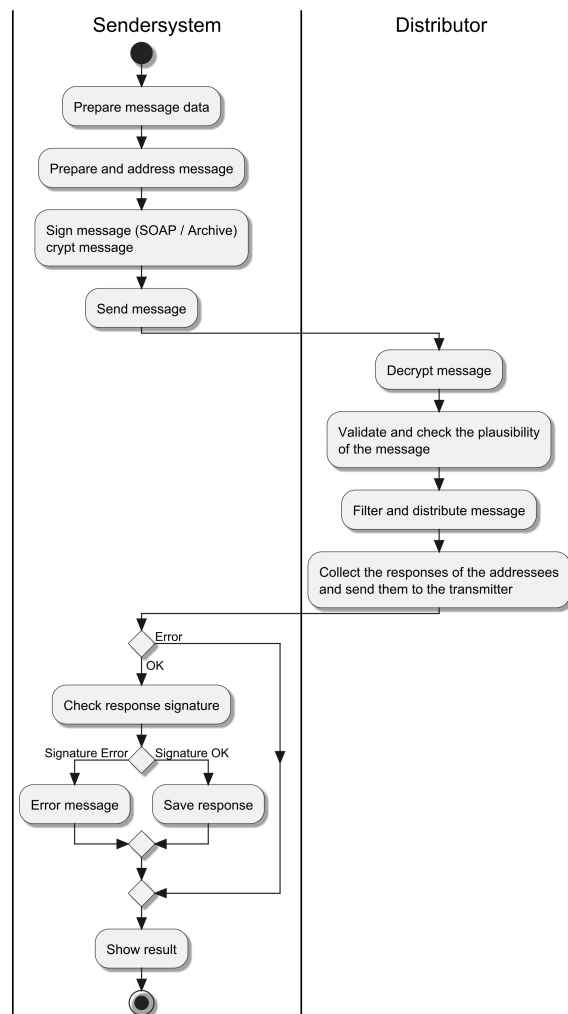 Sendersystem
Distributor
Prepare message data
Prepare and address message
Sign message (SOAP / Archive)
crypt message
Send message
Decrypt message
Validate and check the plausibility
of the message
Filter and distribute message
Collect the responses of the addressees
and send them to the transmitter
Error
OK
Check response signature
Signature Error
Signature OK
Error message
Save response
Show result